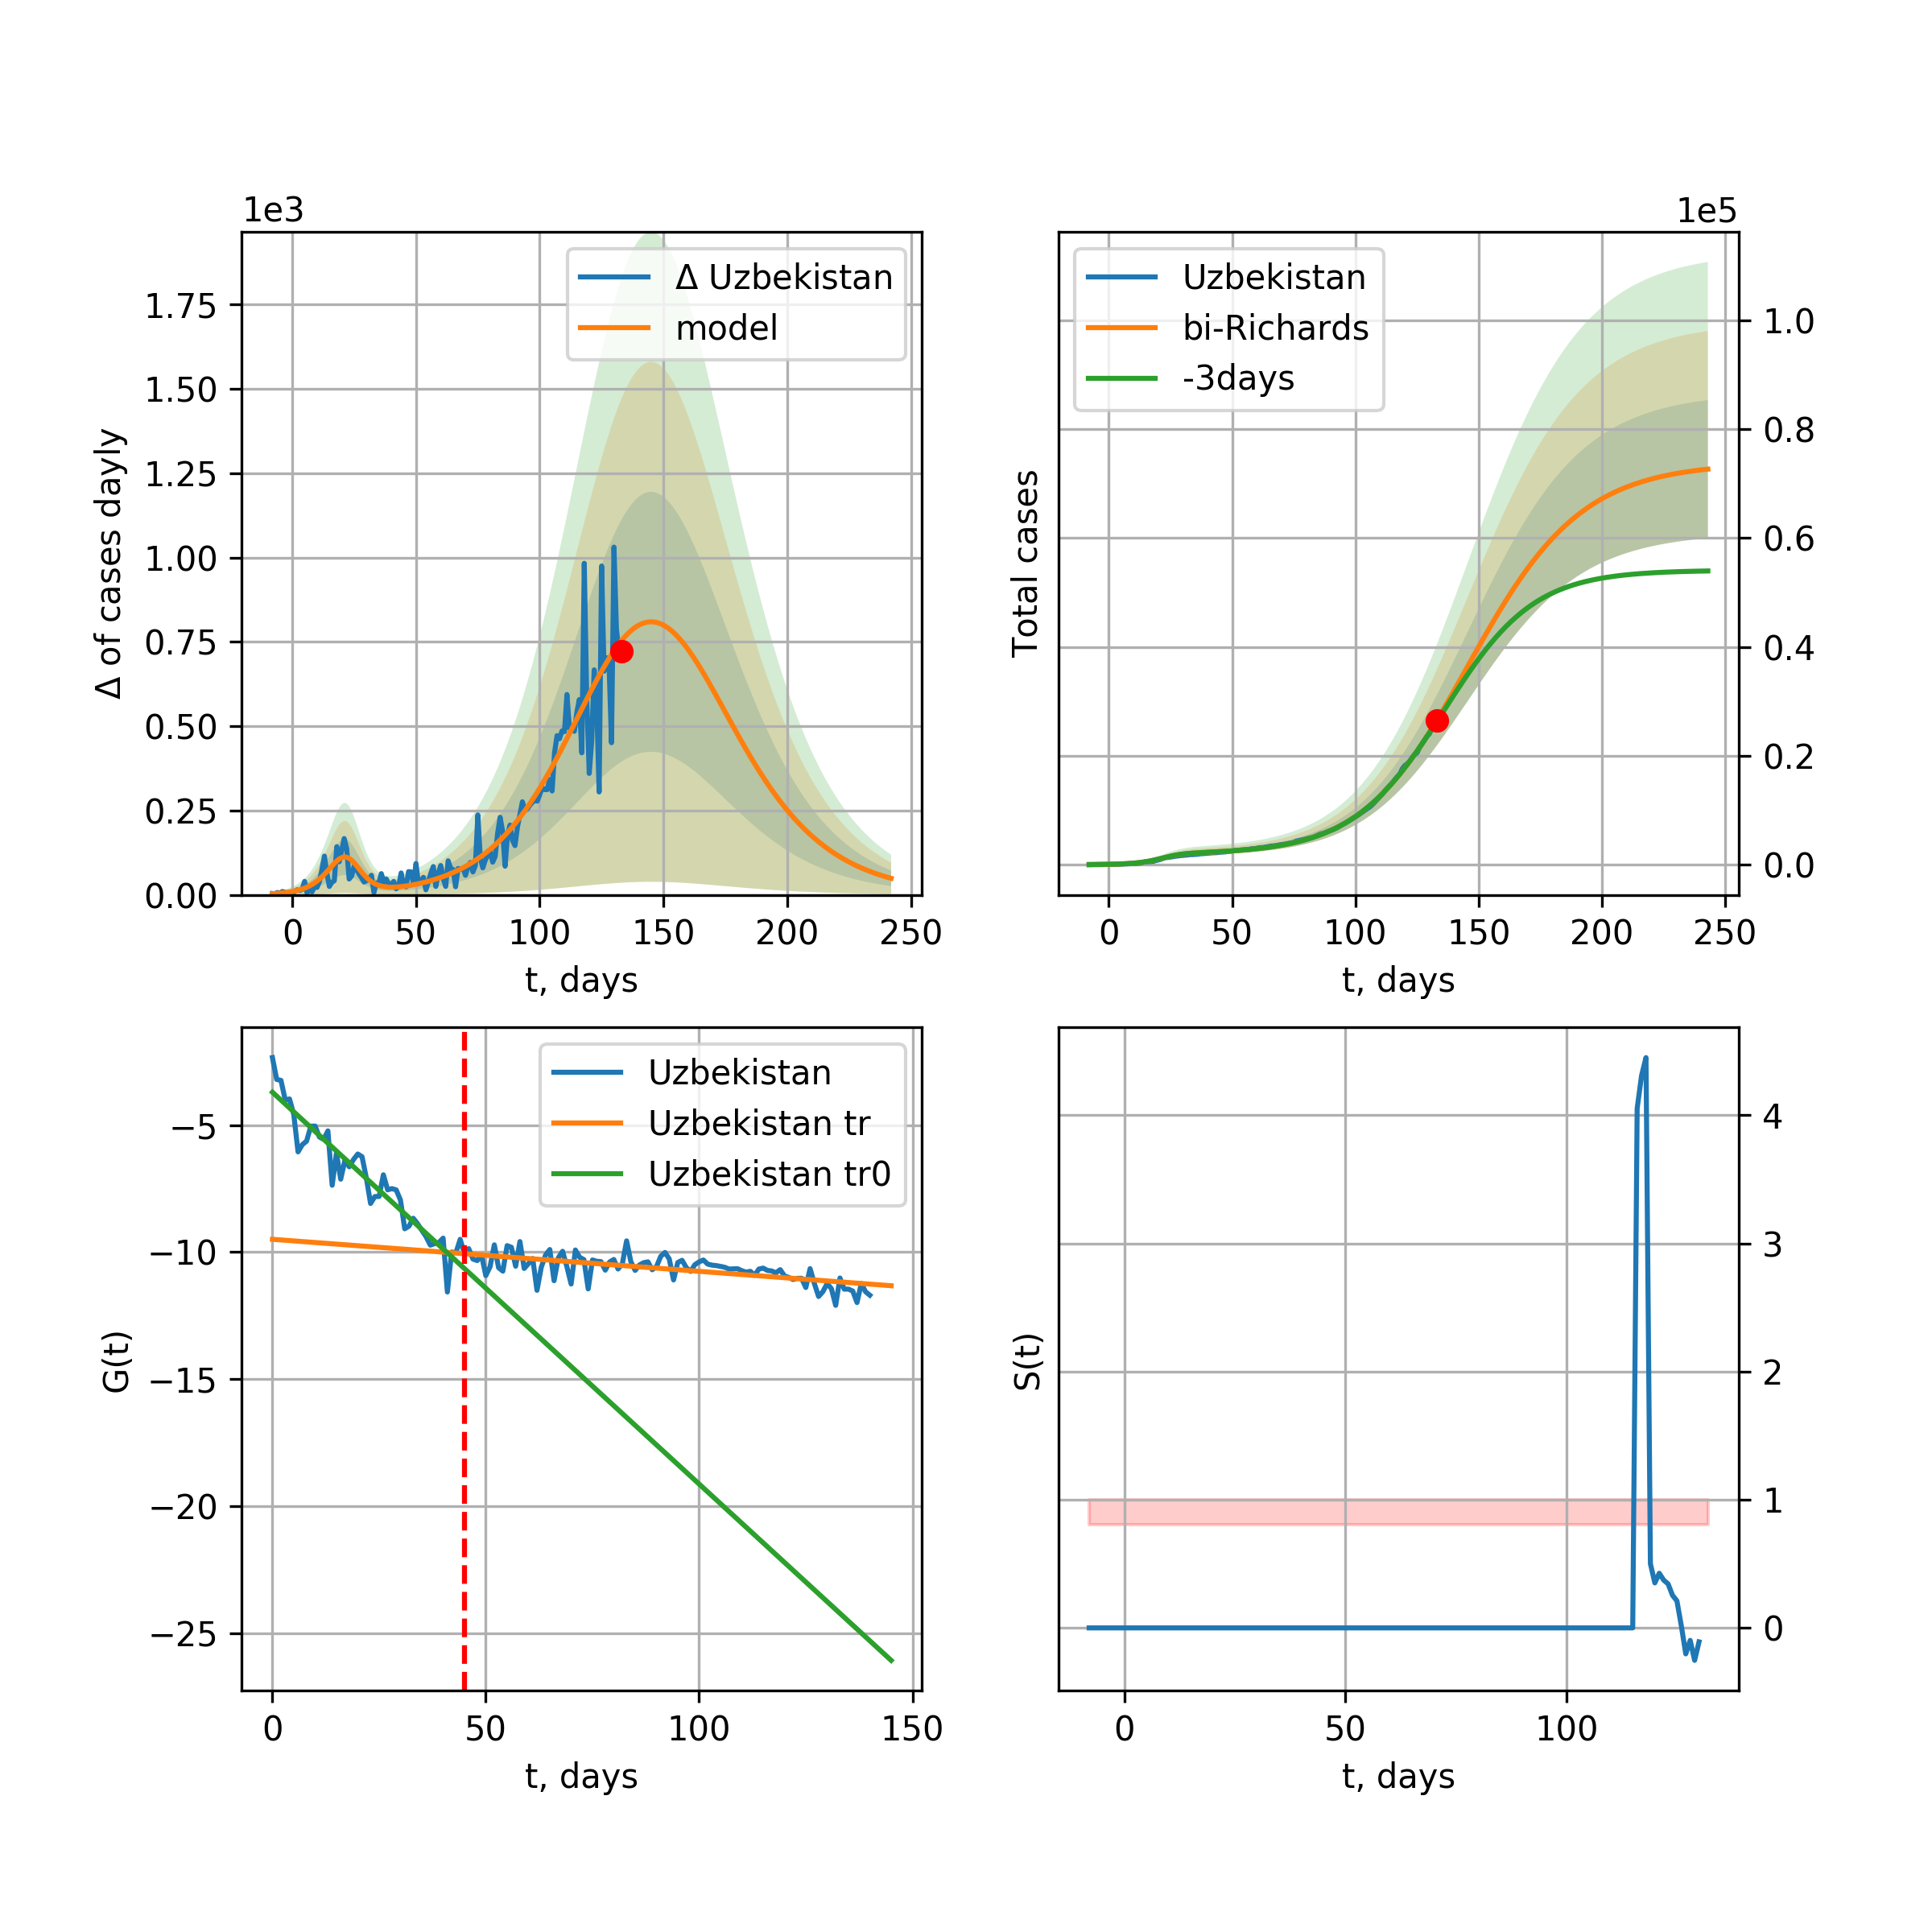 1e3
Δ of cases dayly
1.75
1.50
1.25
1.00
0.75
0.50
0.25
0.00
0 50 100 150 200 250
t, days
Δ Uzbekistan
model
1e5
Total cases
1.0
0.8
0.6
0.4
0.2
0.0
0 50 100 150 200 250
t, days
Uzbekistan
bi-Richards
-3days
G(t)
−5
−10
−15
−20
−25
0 50 100 150
t, days
Uzbekistan
Uzbekistan tr
Uzbekistan tr0
S(t)
4
3
2
1
0
0 50 100
t, days